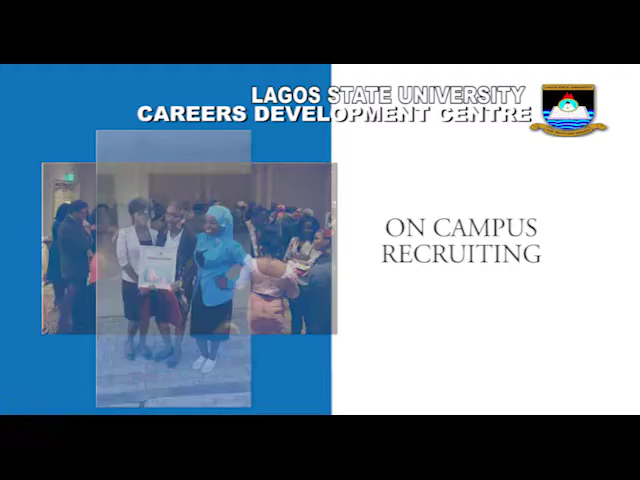 LAGOS STATE UNIVERSITY
CAREERS DEVELOPMENT CENTRE
ON CAMPUS
RECRUITING